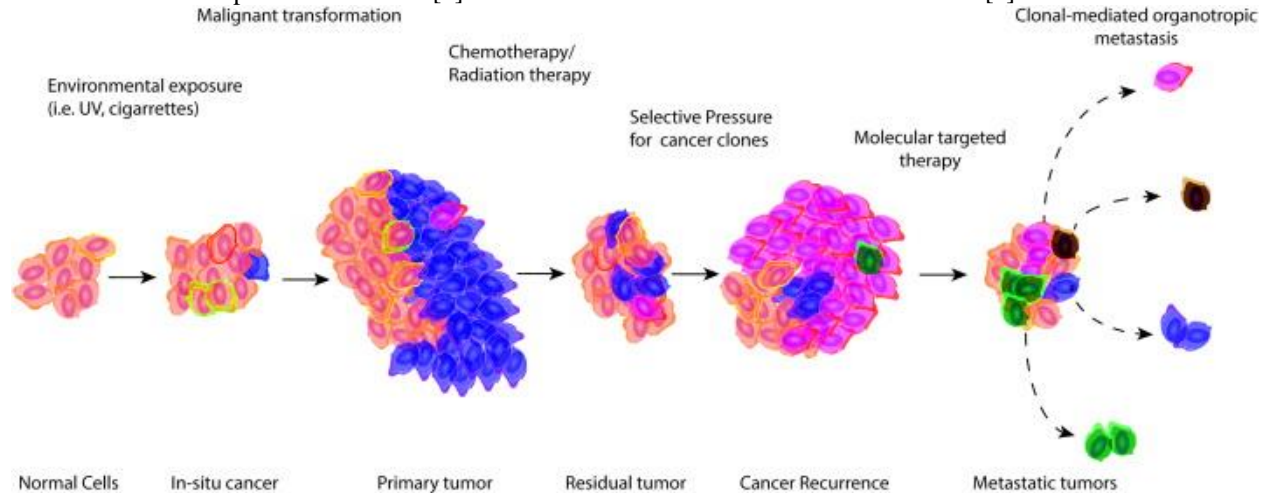 Malignant transformation
Clonal-mediated organotropic
metastasis
Chemotherapy/
Radiation therapy
Environmental exposure
(i.e. UV, cigarrettes)
Selective Pressure
for cancer clones
Molecular targeted
therapy
Normal Cells
In-situ cancer
Primary tumor
Residual tumor
Cancer Recurrence
Metastatic tumors